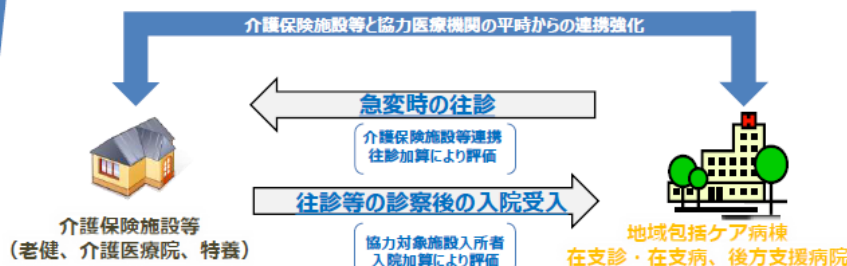 介護保険施設等と協力医療機関の平時からの連携強化
急変時の往診
介護保険施設等連携
往診加算により評価
往診等の診察後の入院受入
協力対象施設入所者
入院加算により評価
介護保険施設等
(老健、介護医療院、特養)
H
地域包括ケア病棟
在支診・在支病、後方支援病院